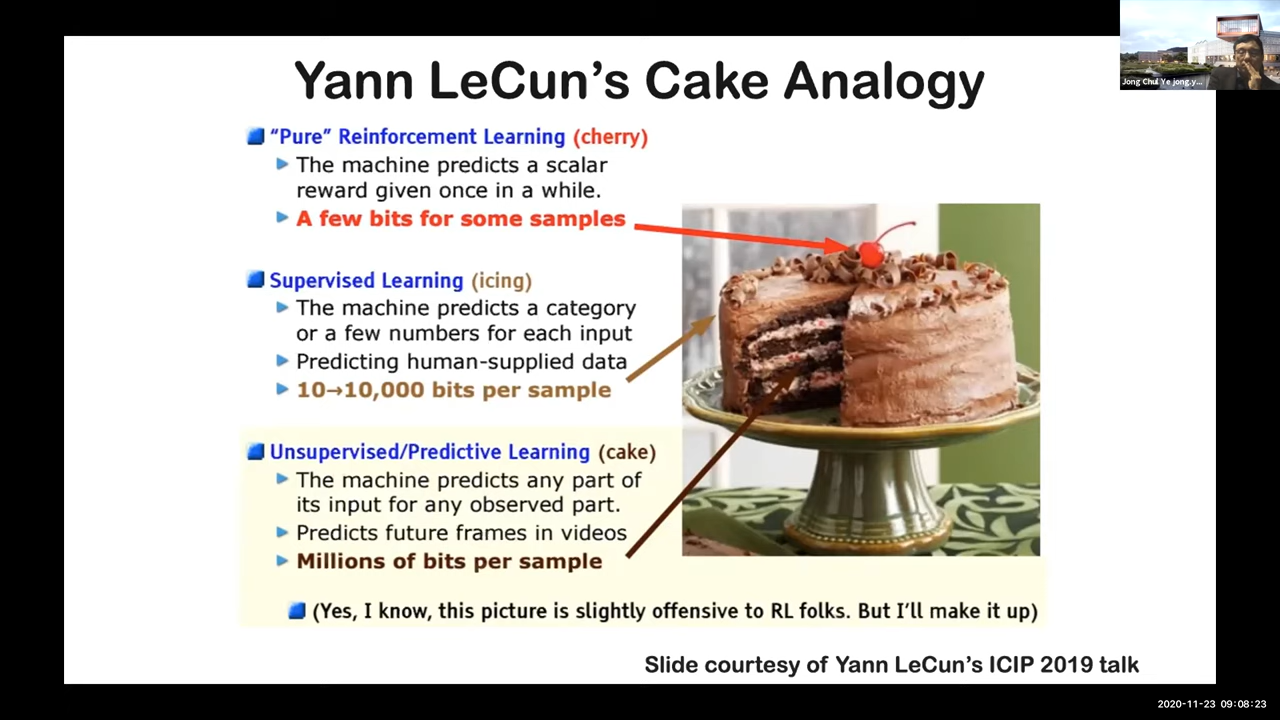 Yann LeCun's Cake Analogy
"Pure" Reinforcement Learning (cherry)
The machine predicts a scalar
reward given once in a while.
A few bits for some samples
Supervised Learning (icing)
The machine predicts a category
or a few numbers for each input
Predicting human-supplied data
10→10,000 bits per sample
Unsupervised/Predictive Learning (cake)
The machine predicts any part of
its input for any observed part.
Predicts future frames in videos
Millions of bits per sample
(Yes, I know, this picture is slightly offensive to RL folks. But I'll make it up)
Slide courtesy of Yann LeCun's ICIP 2019 talk
Jong Chul Ye jong.y...
2020-11-23 09:08:23